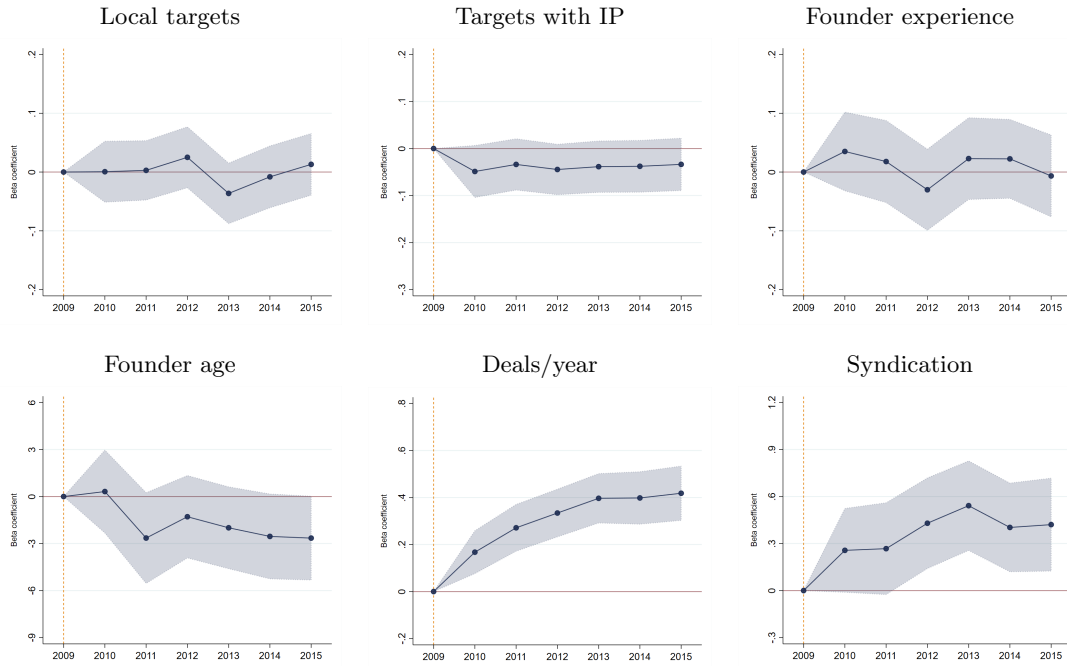 Local targets
Targets with IP
Founder experience
Beta coefficient
.2
.1
0
-.1
-.2
2009 2010 2011 2012 2013 2014 2015
Beta coefficient
.2
.1
0
-.1
-.2
-.3
2009 2010 2011 2012 2013 2014 2015
Beta coefficient
.2
.1
0
-.1
-.2
2009 2010 2011 2012 2013 2014 2015
Founder age
Deals/year
Syndication
Beta coefficient
6
3
0
-3
-6
-9
2009 2010 2011 2012 2013 2014 2015
Beta coefficient
.8
.6
.4
.2
0
-.2
2009 2010 2011 2012 2013 2014 2015
Beta coefficient
1.2
.9
.6
.3
0
-.3
2009 2010 2011 2012 2013 2014 2015